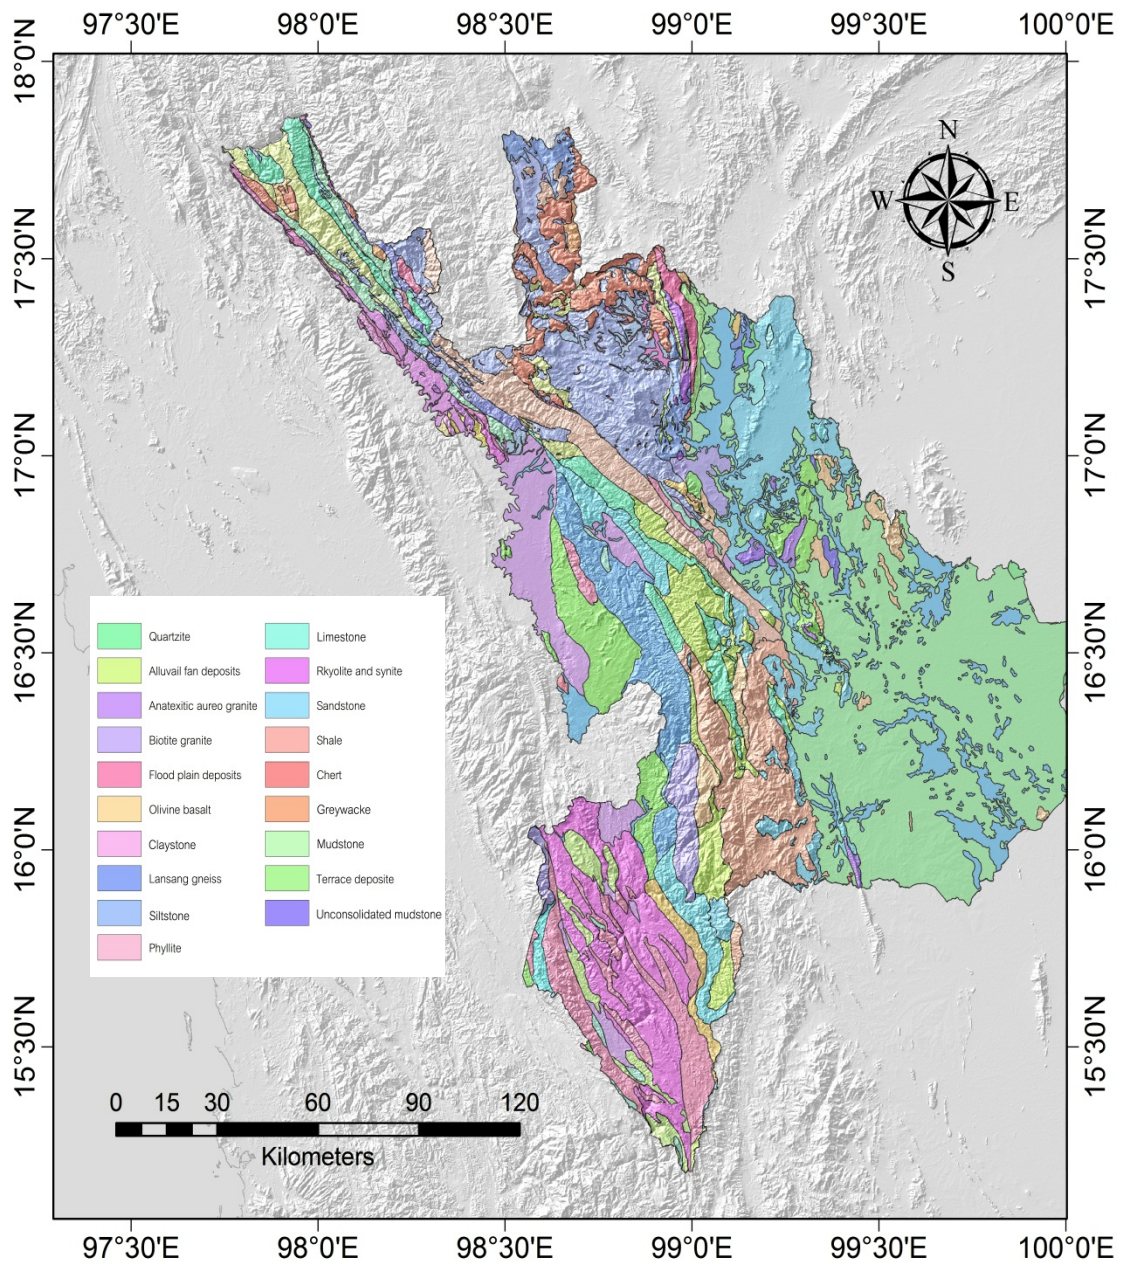 97°30'E 98°0'E 98°30'E 99°0'E 99°30'E 100°0'E
18°0'N
N
W E
S
17°30'N 17°30'N
17°0'N 17°0'N
16°30'N 16°30'N
Quartzite Limestone
Alluvail fan deposits Rkyolite and synite
Anatexitic aureo granite Sandstone
Biotite granite Shale
Flood plain deposits Chert
Olivine basalt Greywacke
Claystone Mudstone
Lansang gneiss Terrace deposite
Siltstone Unconsolidated mudstone
Phyllite
16°0'N 16°0'N
15°30'N 15°30'N
0 15 30 60 90 120
Kilometers
97°30'E 98°0'E 98°30'E 99°0'E 99°30'E 100°0'E